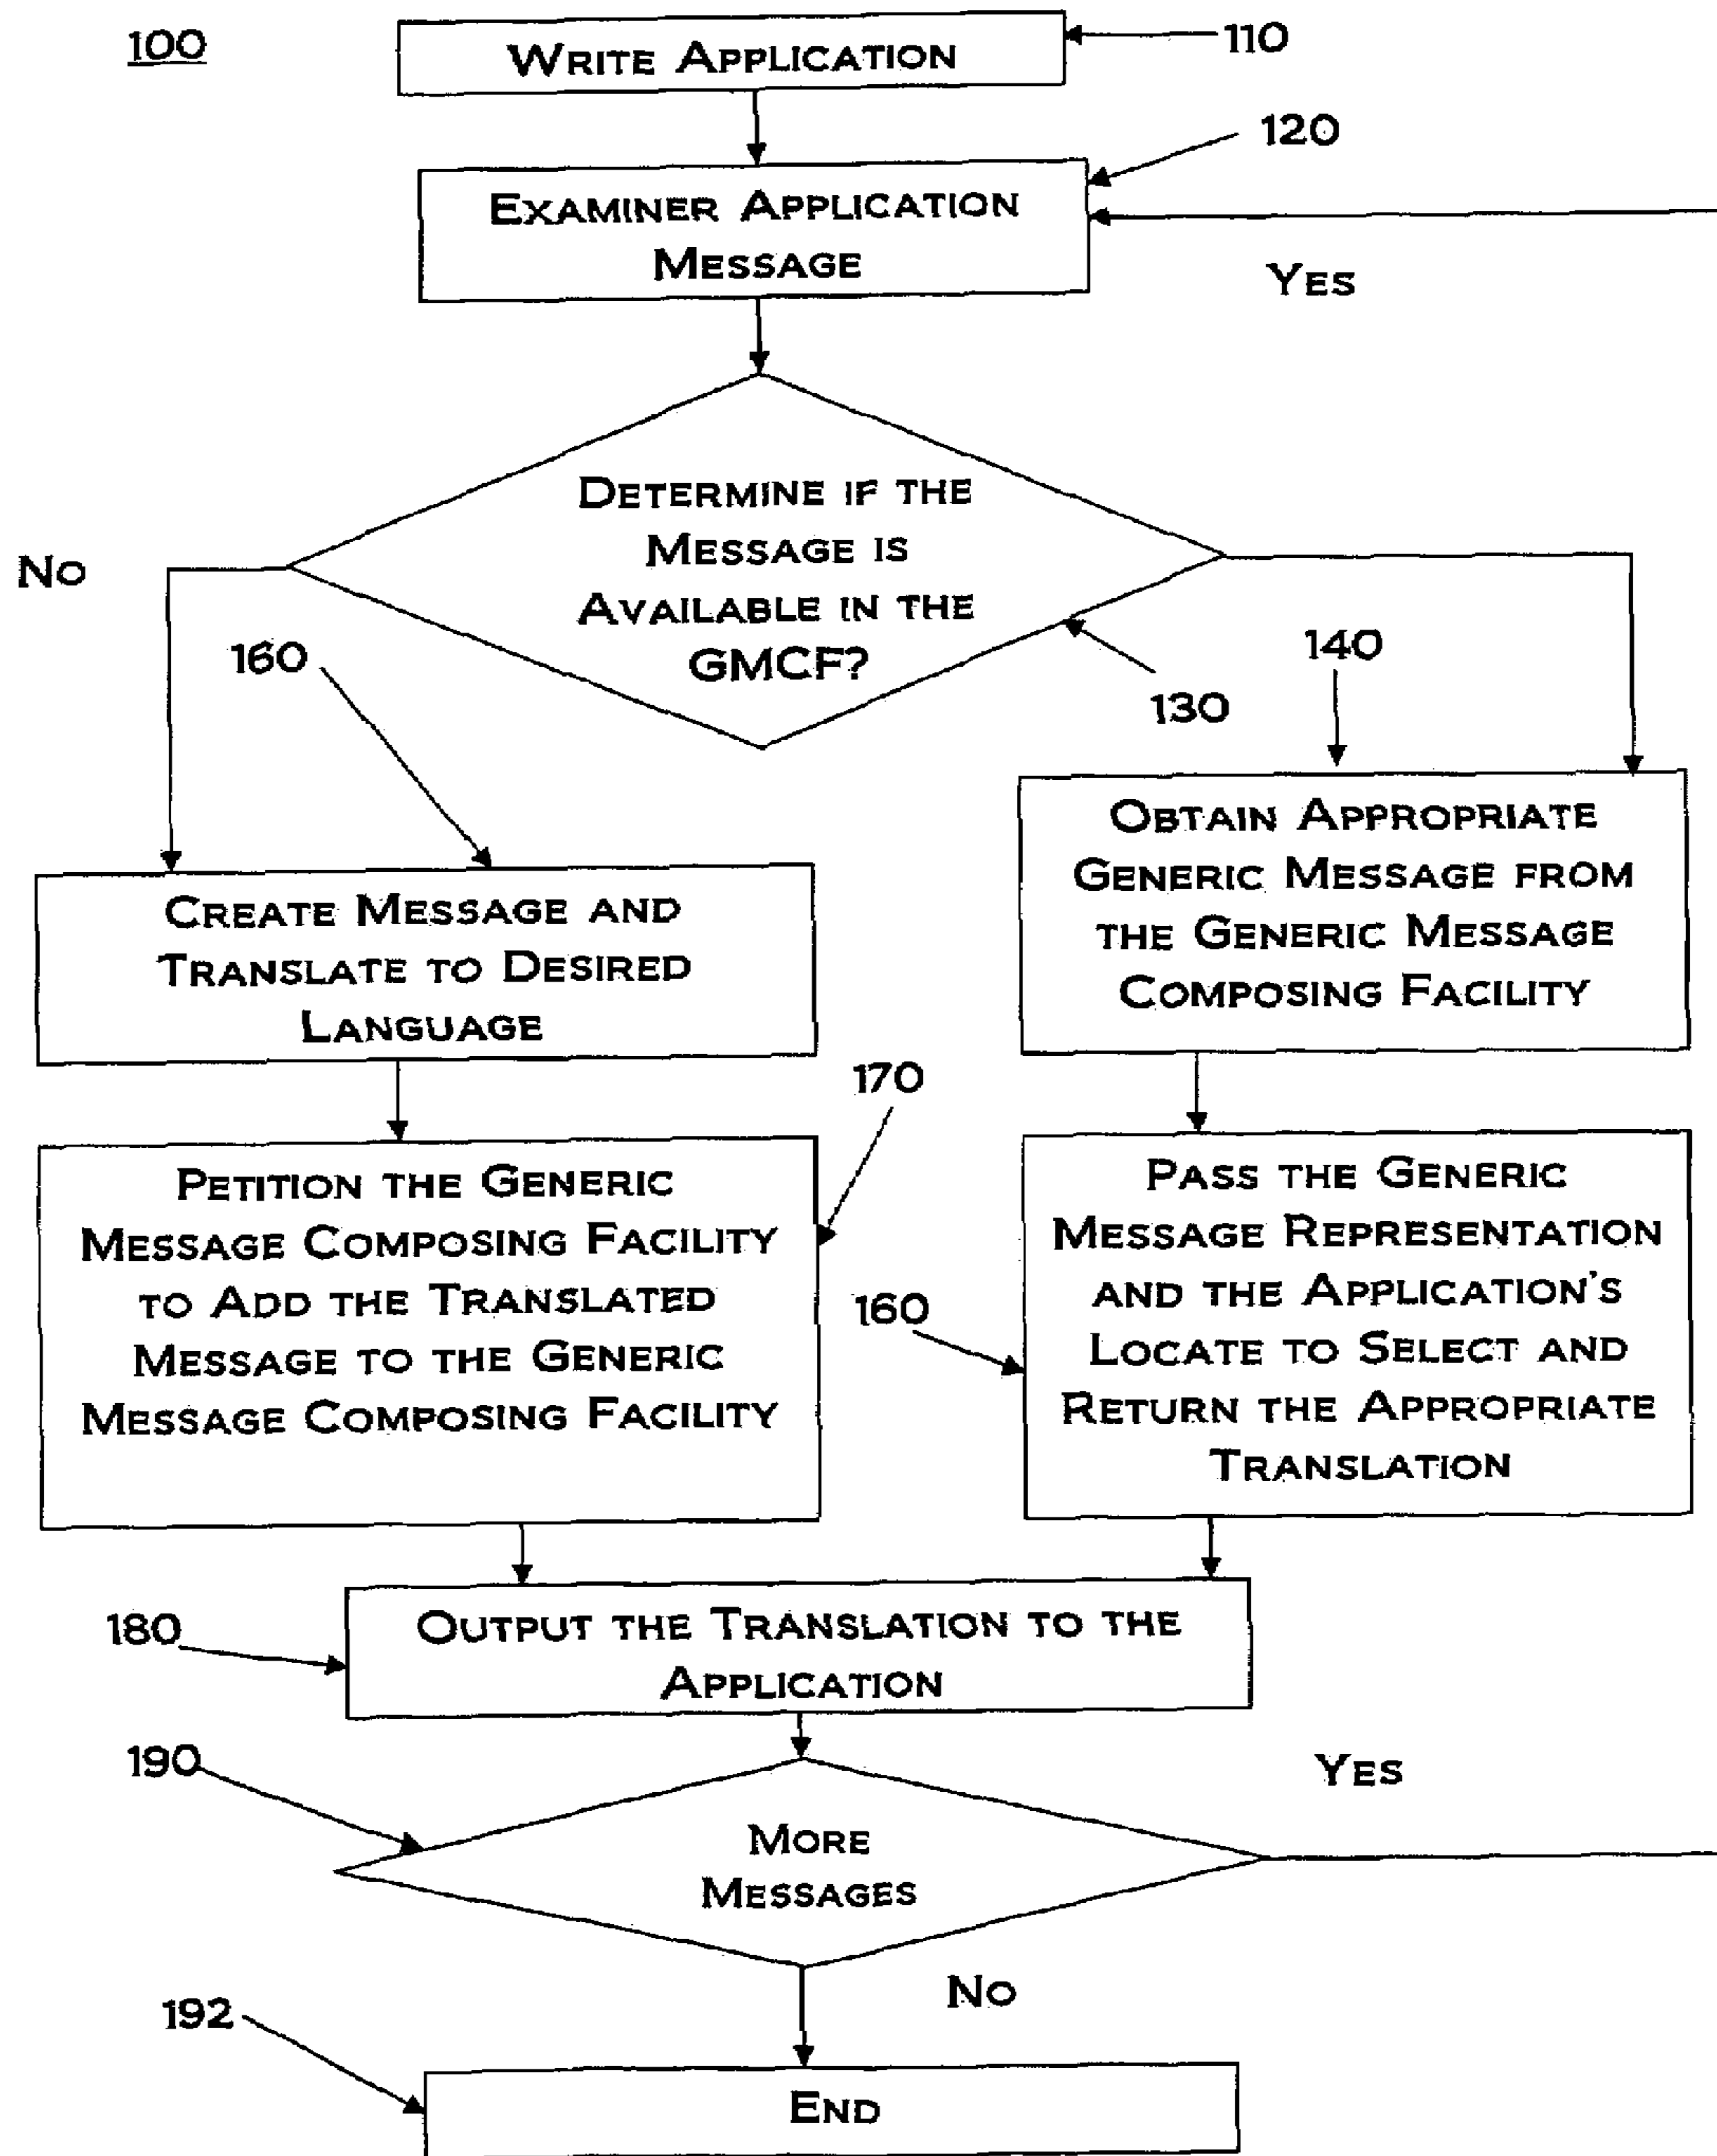 100
WRITE APPLICATION
110
120
EXAMINER APPLICATION
MESSAGE
YES
DETERMINE IF THE
MESSAGE IS
AVAILABLE IN THE
GMCF?
NO
130
160
140
CREATE MESSAGE AND
TRANSLATE TO DESIRED
LANGUAGE
OBTAIN APPROPRIATE
GENERIC MESSAGE FROM
THE GENERIC MESSAGE
COMPOSING FACILITY
170
PETITION THE GENERIC
MESSAGE COMPOSING FACILITY
TO ADD THE TRANSLATED
MESSAGE TO THE GENERIC
MESSAGE COMPOSING FACILITY
160
PASS THE GENERIC
MESSAGE REPRESENTATION
AND THE APPLICATION'S
LOCATE TO SELECT AND
RETURN THE APPROPRIATE
TRANSLATION
180
OUTPUT THE TRANSLATION TO THE
APPLICATION
190
MORE
MESSAGES
YES
NO
192
END